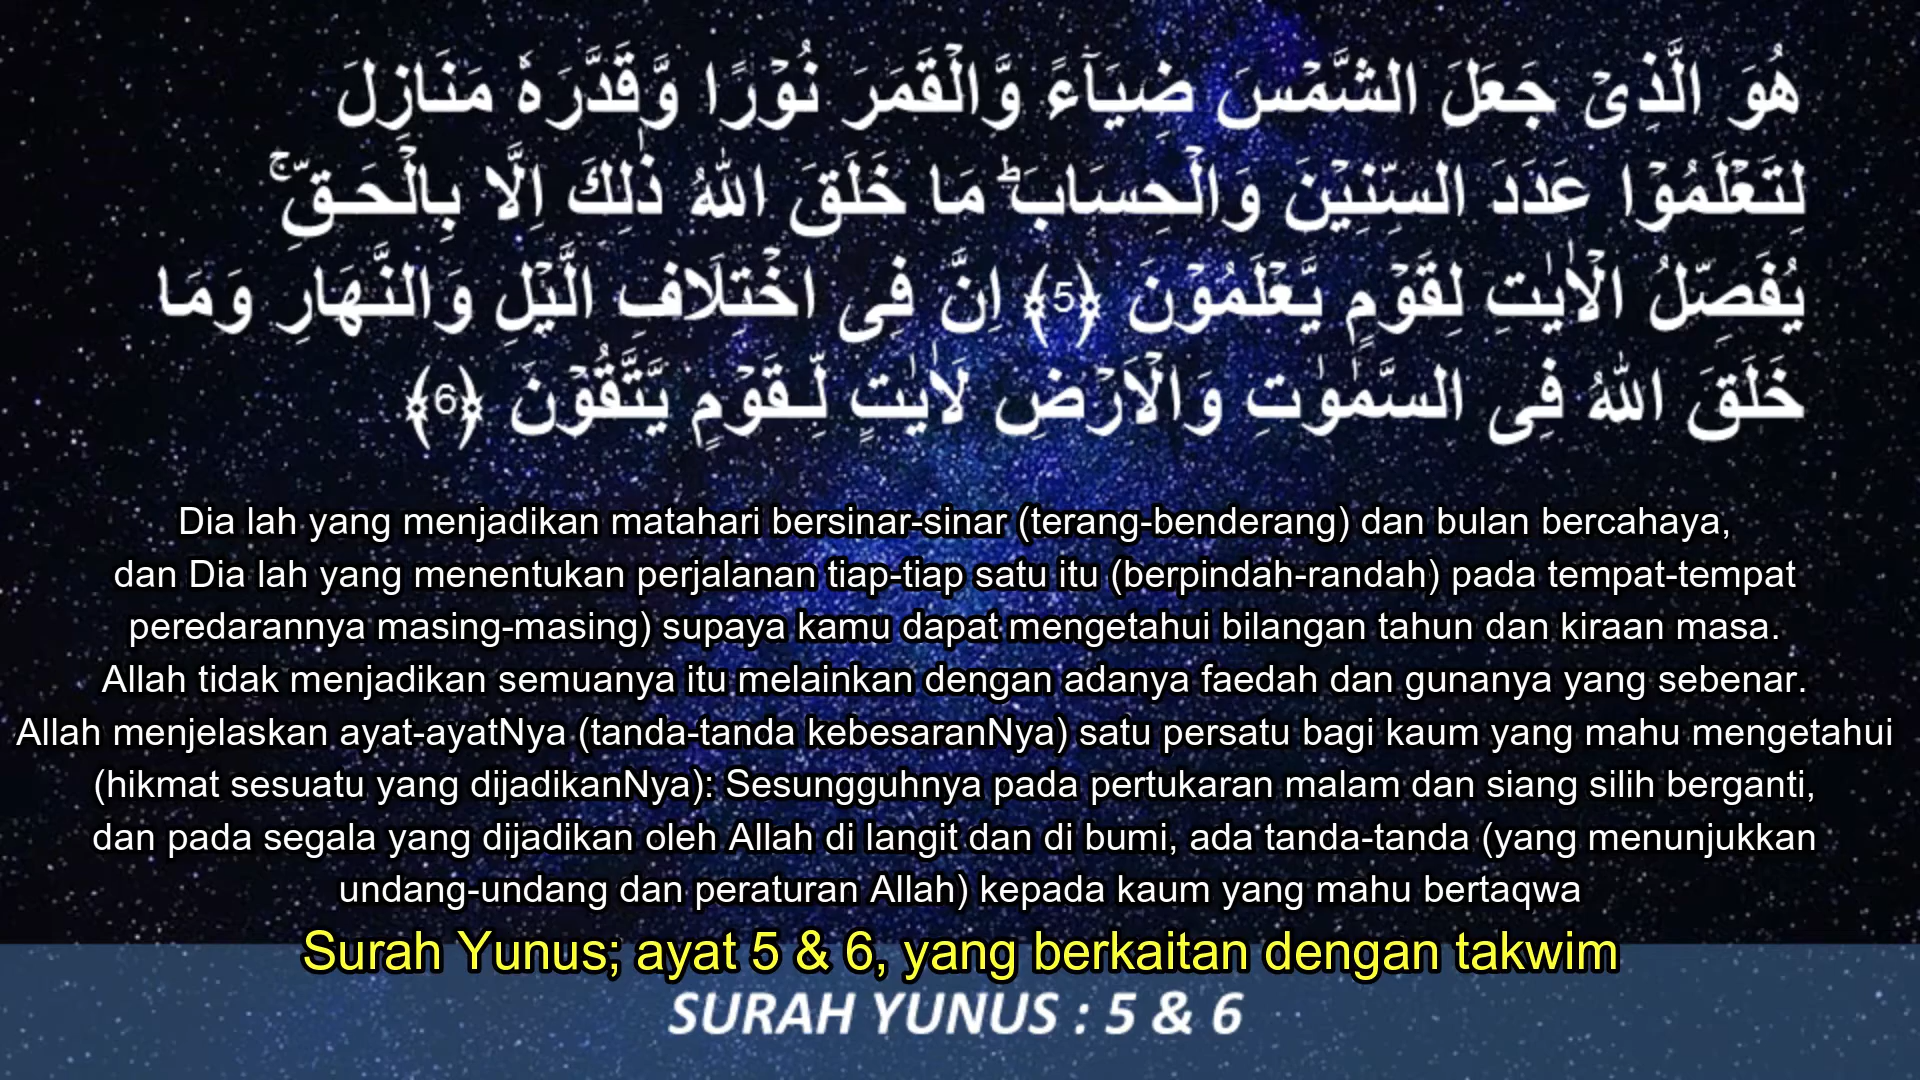 هُوَ الَّذِىۡ جَعَلَ الشَّمۡسَ ضِيَآءً وَّالۡقَمَرَ نُوۡرًا وَّقَدَّرَهٗ مَنَازِلَ
لِتَعۡلَمُوۡا عَدَدَ السِّنِيۡنَ وَالۡحِسَابَ‌ؕ مَا خَلَقَ اللّٰهُ ذٰلِكَ اِلَّا بِالۡحَـقِّ‌ۚ
يُفَصِّلُ الۡاٰيٰتِ لِقَوۡمٍ يَّعۡلَمُوۡنَ ﴿5﴾ اِنَّ فِى اخۡتِلَافِ الَّيۡلِ وَالنَّهَارِ وَمَا
خَلَقَ اللّٰهُ فِى السَّمٰوٰتِ وَالۡاَرۡضِ لَاٰيٰتٍ لِّـقَوۡمٍ يَّتَّقُوۡنَ ﴿6﴾
Dia lah yang menjadikan matahari bersinar-sinar (terang-benderang) dan bulan bercahaya,
dan Dia lah yang menentukan perjalanan tiap-tiap satu itu (berpindah-randah) pada tempat-tempat
peredarannya masing-masing) supaya kamu dapat mengetahui bilangan tahun dan kiraan masa.
Allah tidak menjadikan semuanya itu melainkan dengan adanya faedah dan gunanya yang sebenar.
Allah menjelaskan ayat-ayatNya (tanda-tanda kebesaranNya) satu persatu bagi kaum yang mahu mengetahui
(hikmat sesuatu yang dijadikanNya): Sesungguhnya pada pertukaran malam dan siang silih berganti,
dan pada segala yang dijadikan oleh Allah di langit dan di bumi, ada tanda-tanda (yang menunjukkan
undang-undang dan peraturan Allah) kepada kaum yang mahu bertaqwa
Surah Yunus; ayat 5 & 6, yang berkaitan dengan takwim
SURAH YUNUS : 5 & 6